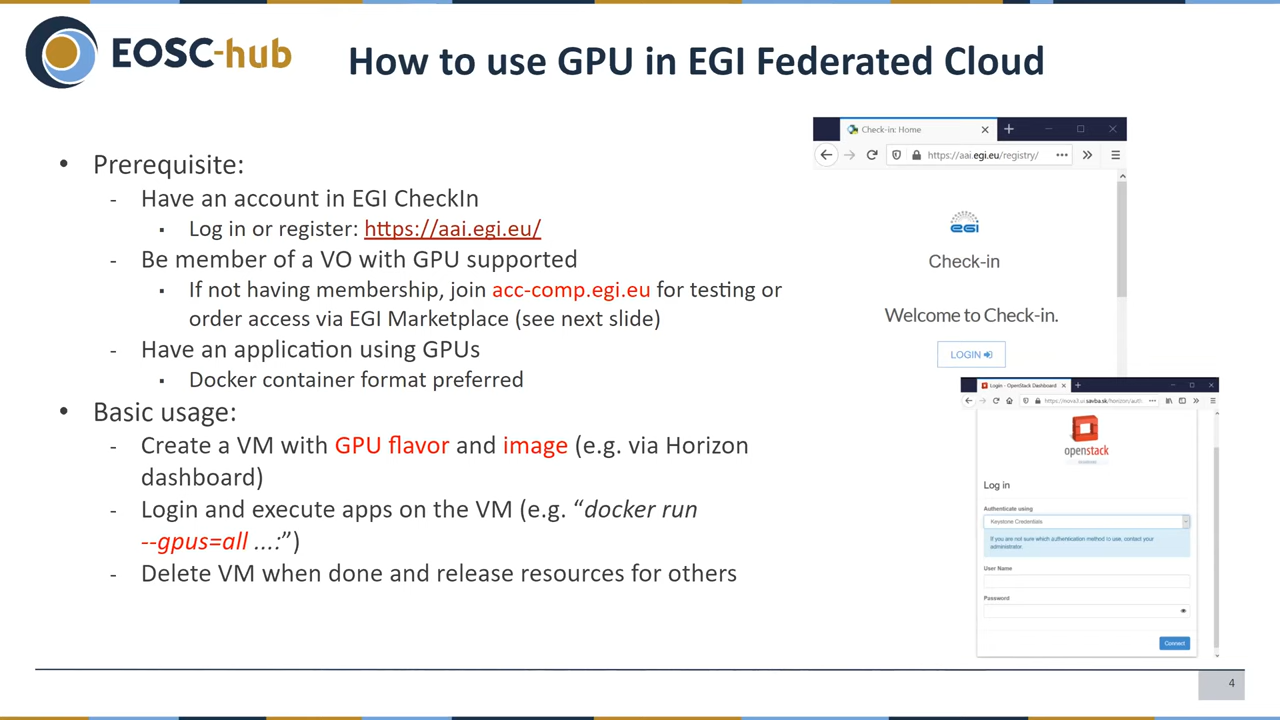 EOSC-hub
How to use GPU in EGI Federated Cloud
• Prerequisite:
- Have an account in EGI CheckIn
▪ Log in or register: https://aai.egi.eu/
- Be member of a VO with GPU supported
▪ If not having membership, join acc-comp.egi.eu for testing or
order access via EGI Marketplace (see next slide)
- Have an application using GPUs
▪ Docker container format preferred
• Basic usage:
- Create a VM with GPU flavor and image (e.g. via Horizon
dashboard)
- Login and execute apps on the VM (e.g. “docker run
--gpus=all ...:”)
- Delete VM when done and release resources for others
Check-in: Home
https://aai.egi.eu/registry/
egi
Check-in
Welcome to Check-in.
LOGIN
Login - OpenStack Dashboard
openstack
Log in
Authenticate using
Keystone Credentials
If you are not sure which authentication method to use, contact your
administrator.
User Name
Password
Connect
4